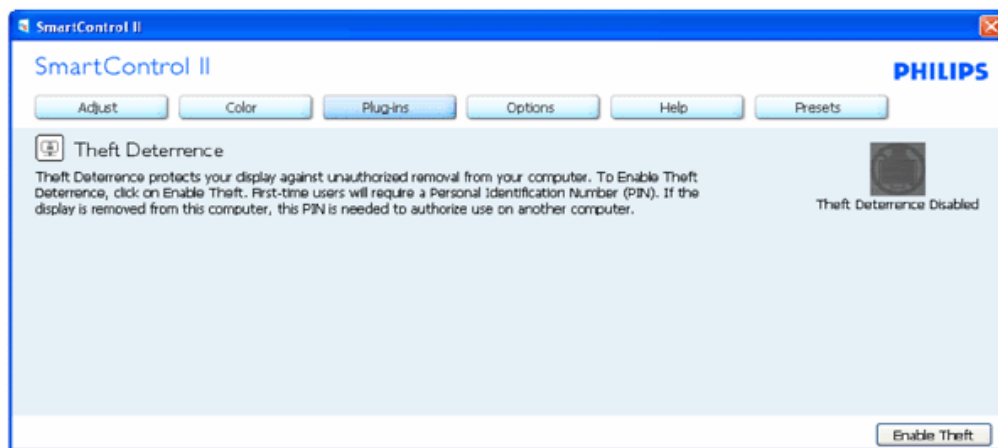 SmartControl II
SmartControl II
PHILIPS
Adjust Color Plug-ins Options Help Presets
Theft Deterrence
Theft Deterrence protects your display against unauthorized removal from your computer. To Enable Theft
Deterrence, click on Enable Theft. First-time users will require a Personal Identification Number (PIN). If the
display is removed from this computer, this PIN is needed to authorize use on another computer.
Theft Deterrence Disabled
Enable Theft